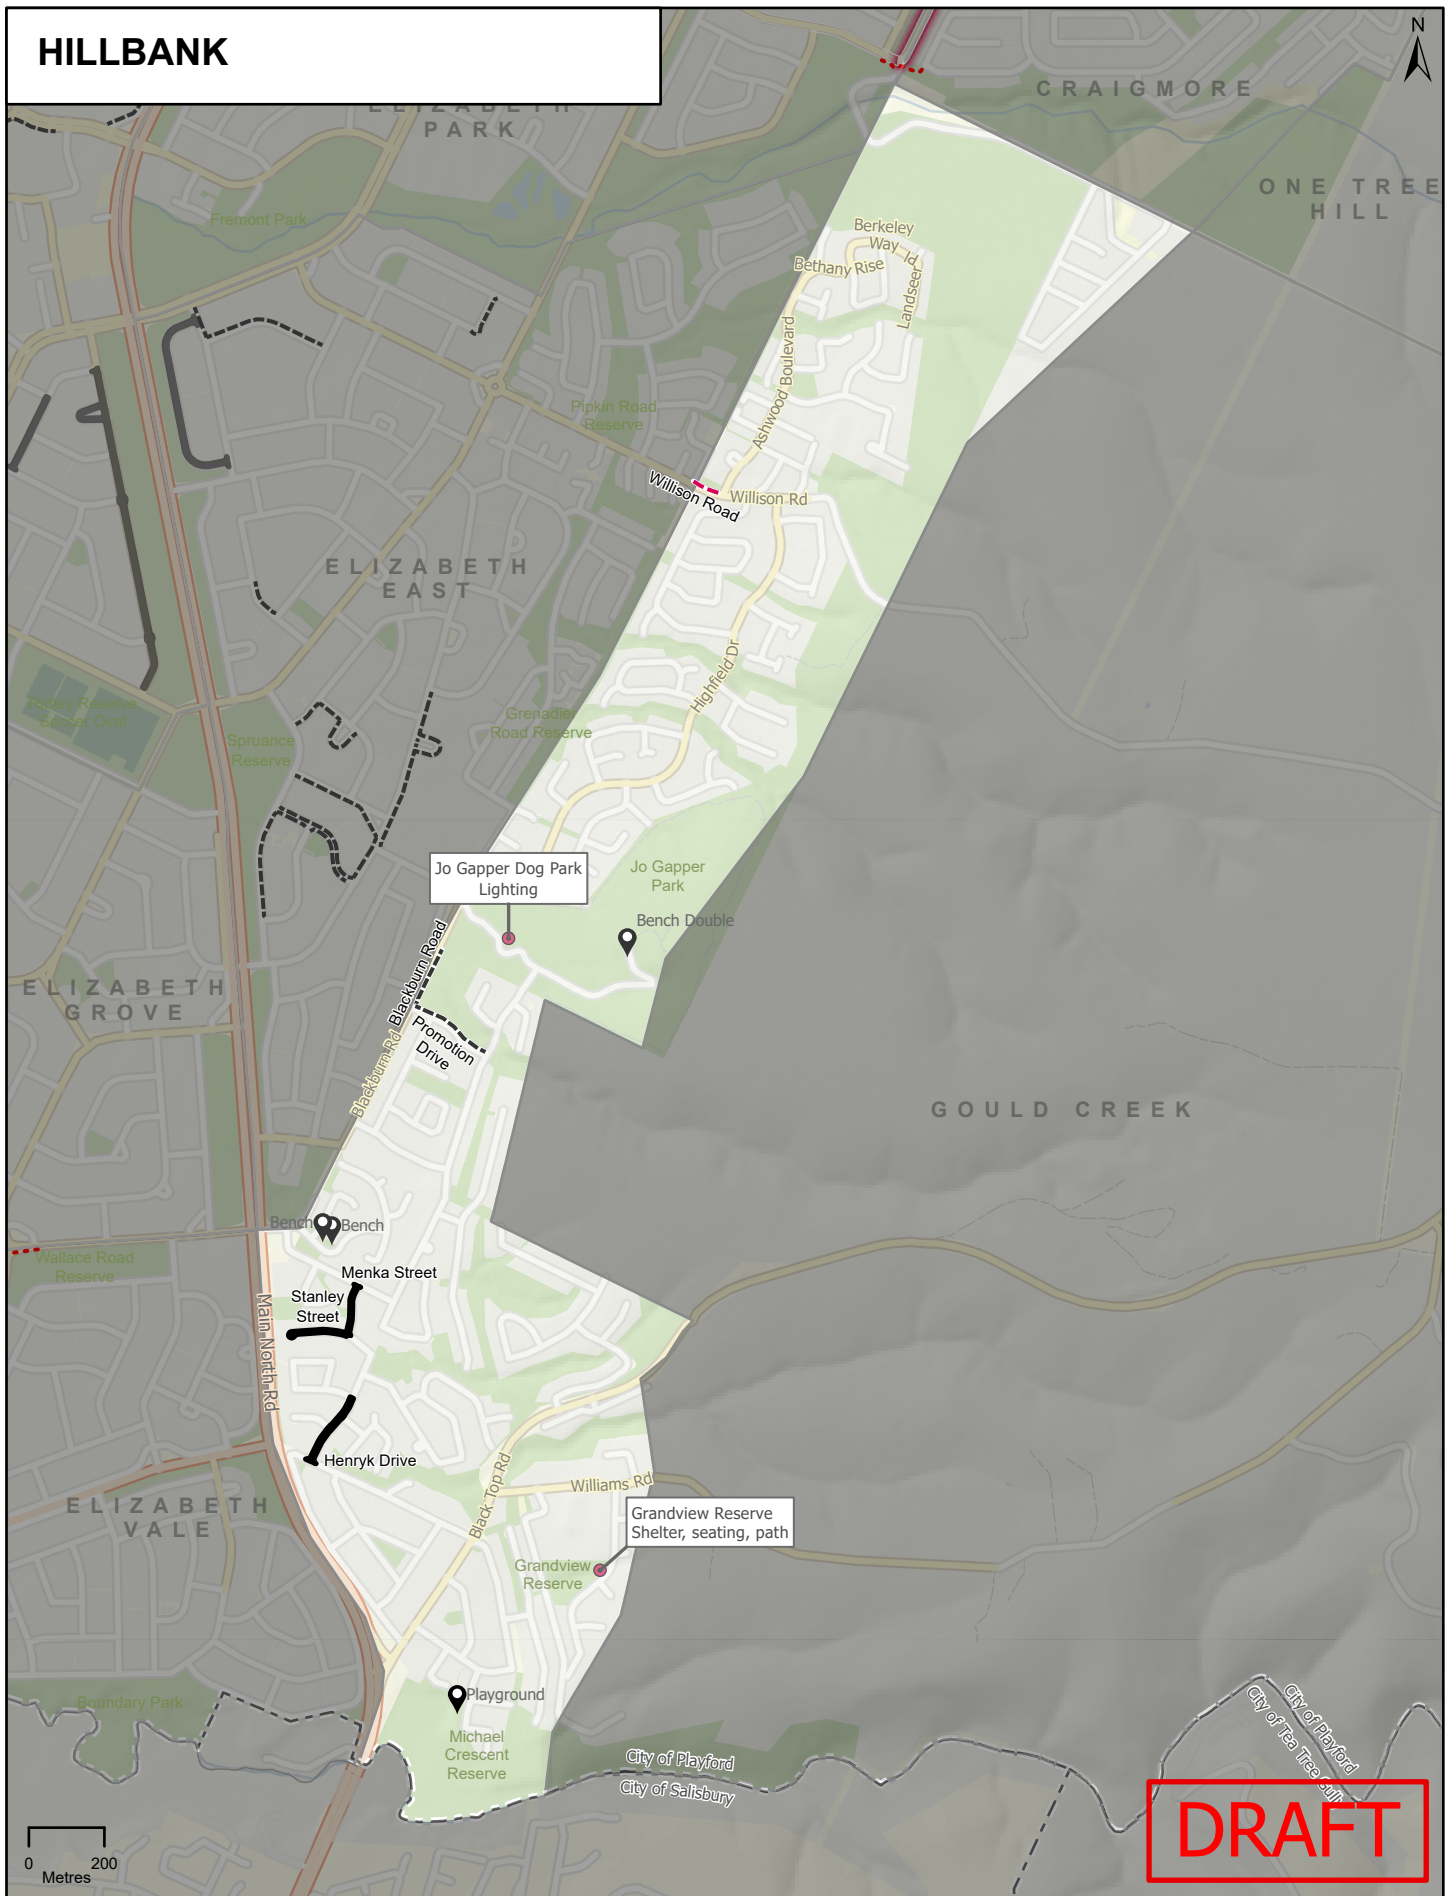 HILLBANK
N
ELIZABETH
PARK
CRAIGMORE
ONE TREE
HILL
Fremont Park
Berkeley
Way
Bethany Rise
Landseer
Ashwood Boulevard
Pipkin Road
Reserve
Willison Road
Willison Rd
ELIZABETH
EAST
Highfield Dr
Ridley Reserve
Soccer Oval
Spruance
Reserve
Grenadier
Road Reserve
Jo Gapper Dog Park
Lighting
Jo Gapper
Park
Bench Double
Blackburn Road
ELIZABETH
GROVE
Promotion
Drive
Blackburn Rd
GOULD CREEK
Bench
Bench
Wallace Road
Reserve
Menka Street
Stanley
Street
Main North Rd
Henryk Drive
Black Top Rd
Williams Rd
ELIZABETH
VALE
Grandview Reserve
Shelter, seating, path
Grandview
Reserve
Boundary Park
Playground
Michael
Crescent
Reserve
City of Playford
City of Salisbury
City of Playford
City of Tea Tree Gully
DRAFT
0 200
Metres